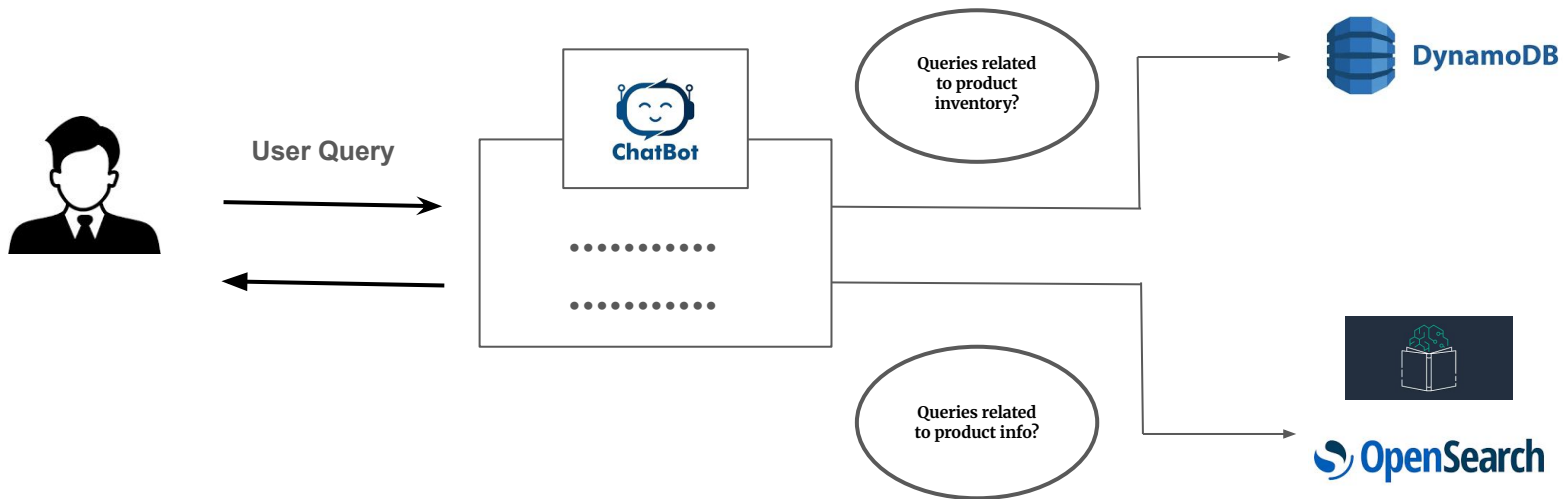 User Query
ChatBot
Queries related
to product
inventory?
DynamoDB
Queries related
to product info?
OpenSearch